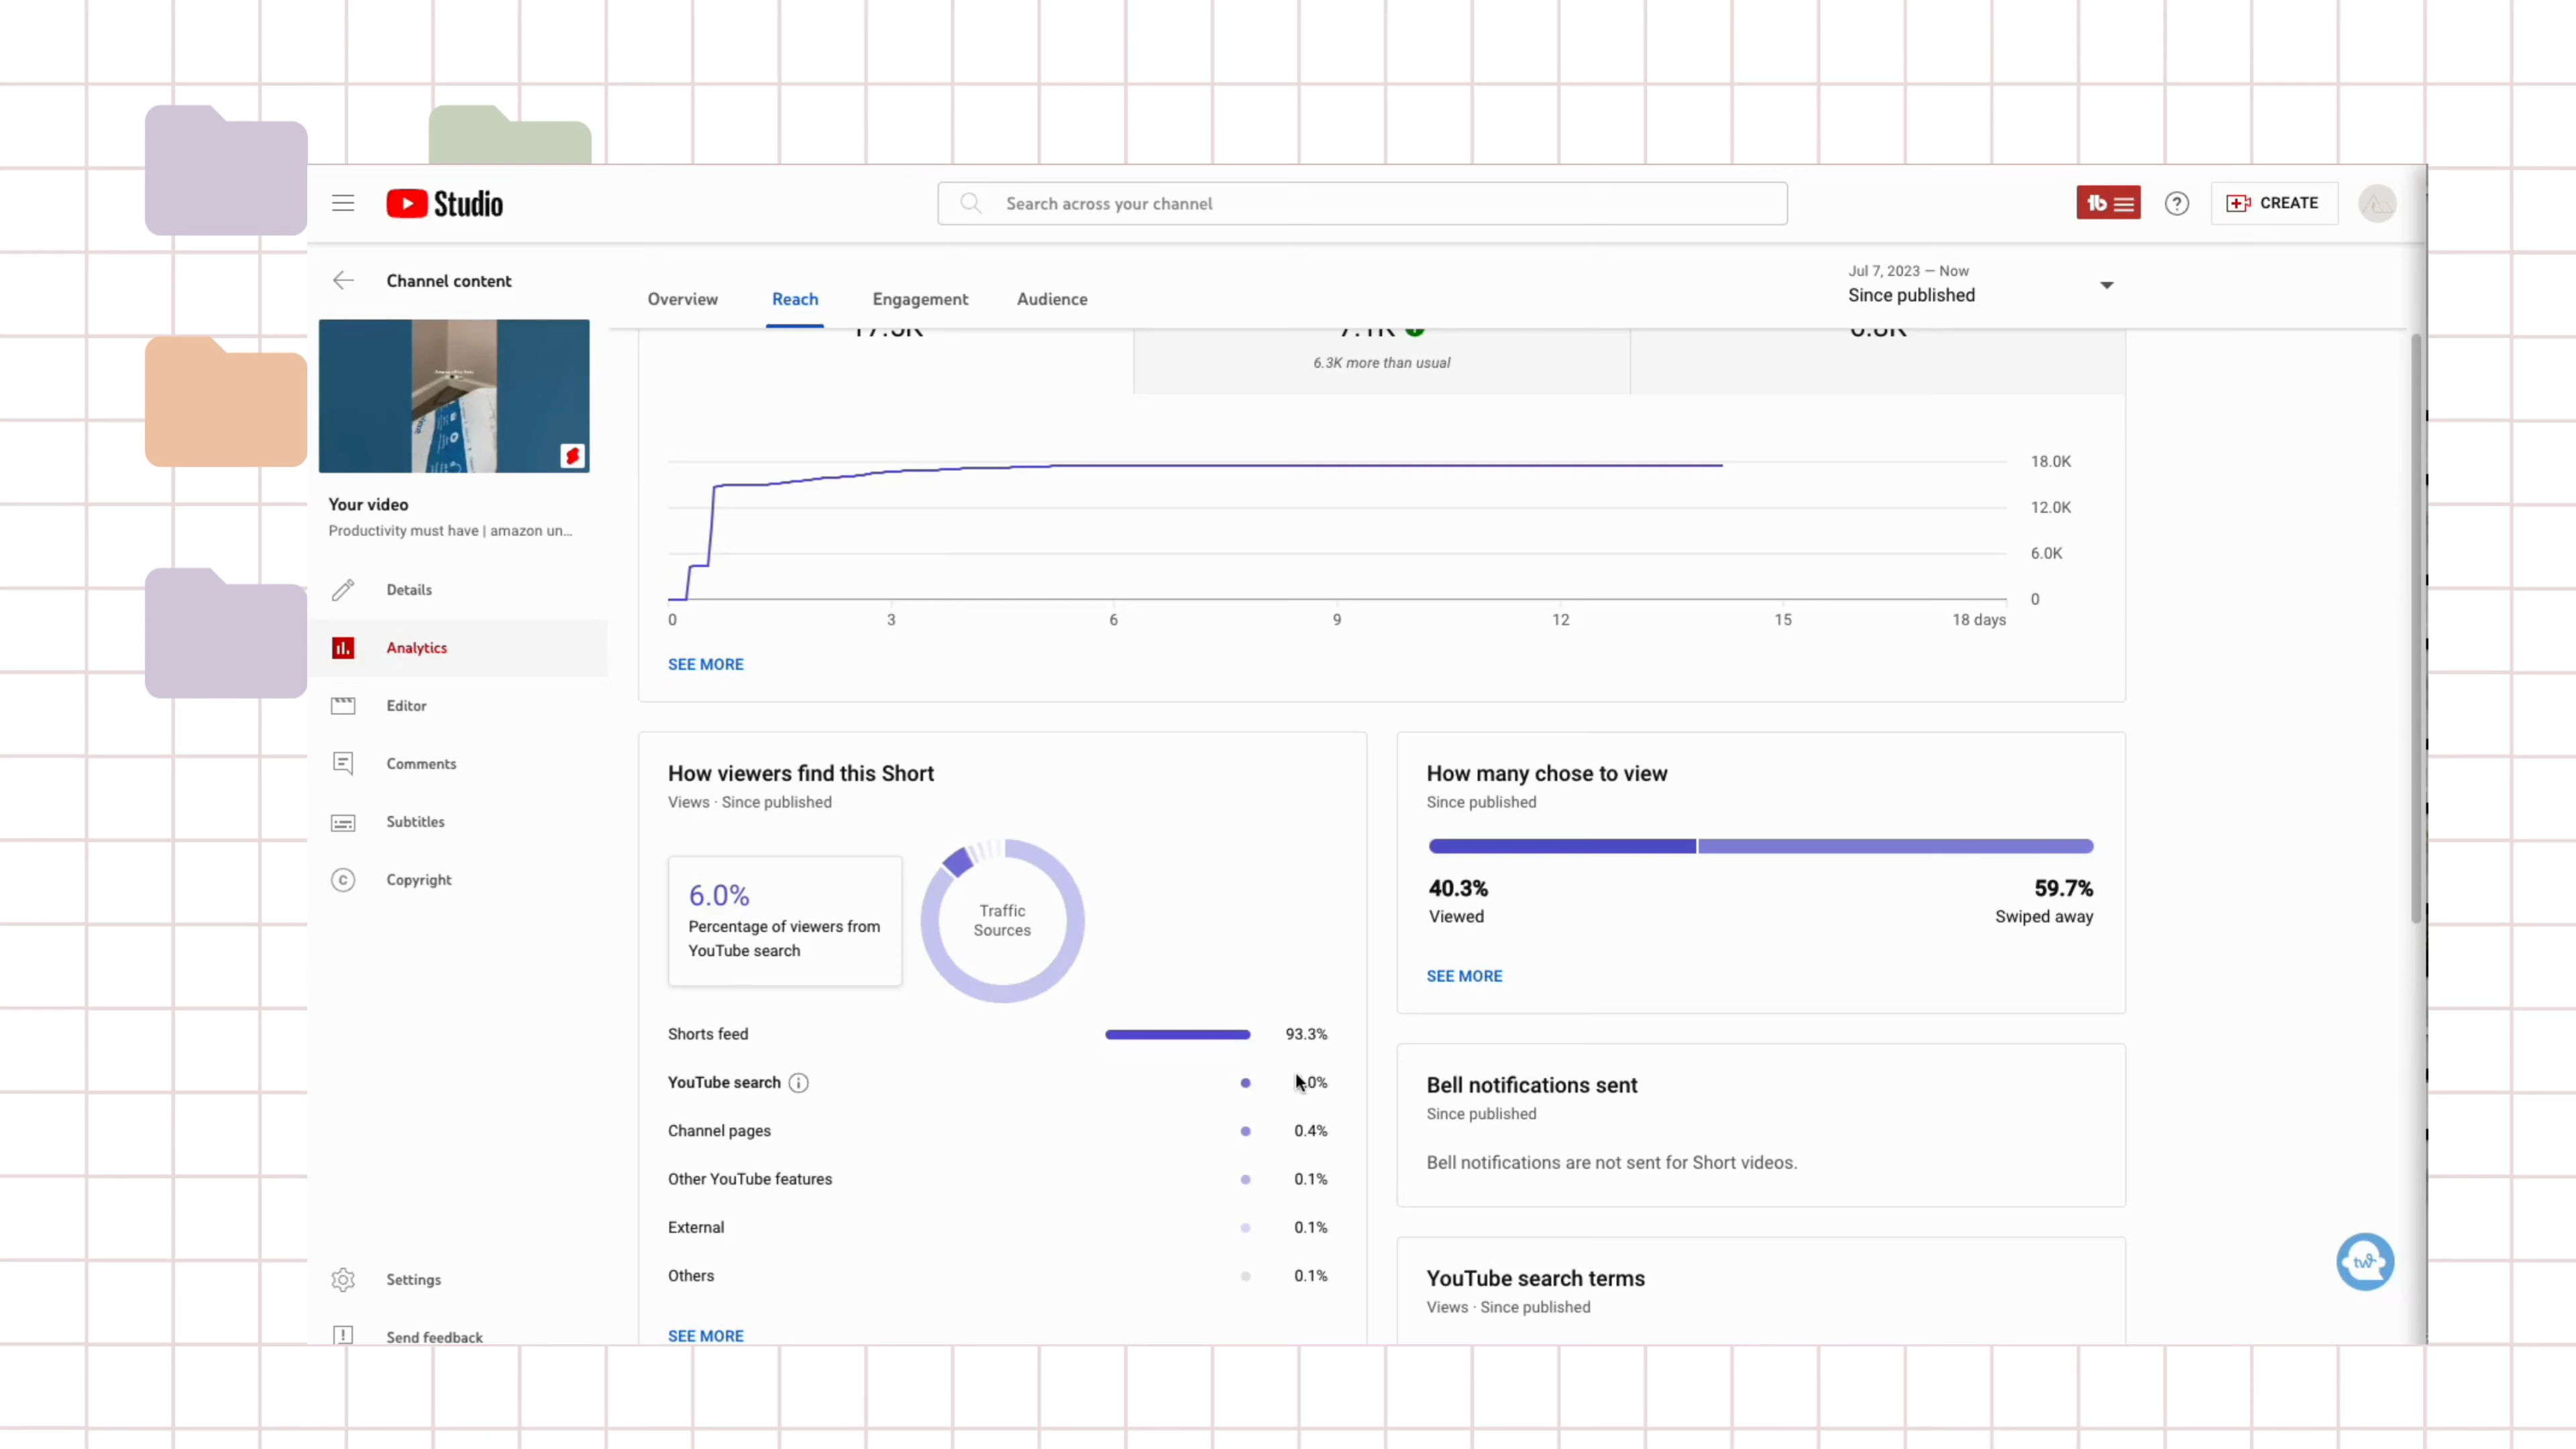 Studio
Search across your channel
CREATE
Channel content
Overview
Reach
Engagement
Audience
Jul 7, 2023 – Now
Since published
6.3K more than usual
18.0K
12.0K
6.0K
0
0
3
6
9
12
15
18 days
SEE MORE
Your video
Productivity must have | amazon un...
Details
Analytics
Editor
Comments
Subtitles
Copyright
Settings
Send feedback
How viewers find this Short
Views · Since published
6.0%
Percentage of viewers from
YouTube search
Traffic
Sources
Shorts feed
93.3%
YouTube search
Channel pages
0.4%
Other YouTube features
0.1%
External
0.1%
Others
0.1%
SEE MORE
How many chose to view
Since published
40.3%
59.7%
Viewed
Swiped away
SEE MORE
Bell notifications sent
Since published
Bell notifications are not sent for Short videos.
YouTube search terms
Views · Since published